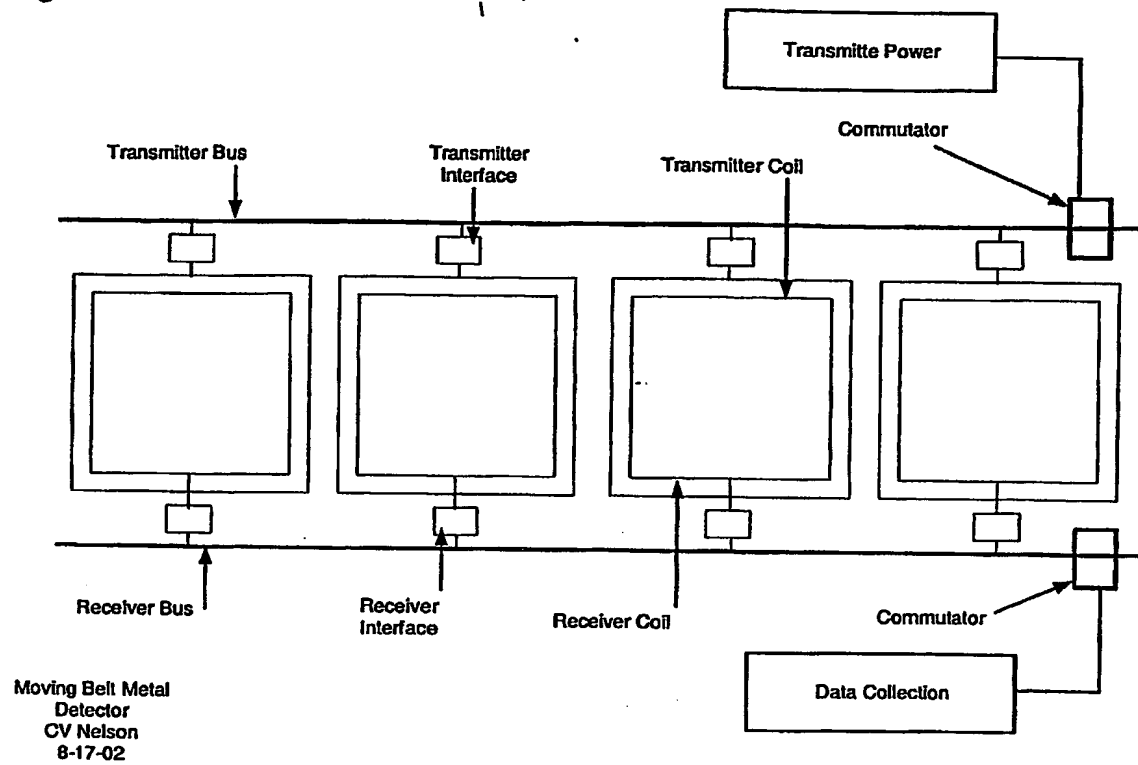 Transmitte Power
Commutator
Transmitter Bus
Transmitter
Interface
Transmitter Coil
Receiver Bus
Receiver
Interface
Receiver Coil
Commutator
Data Collection
Moving Belt Metal
Detector
CV Nelson
8-17-02